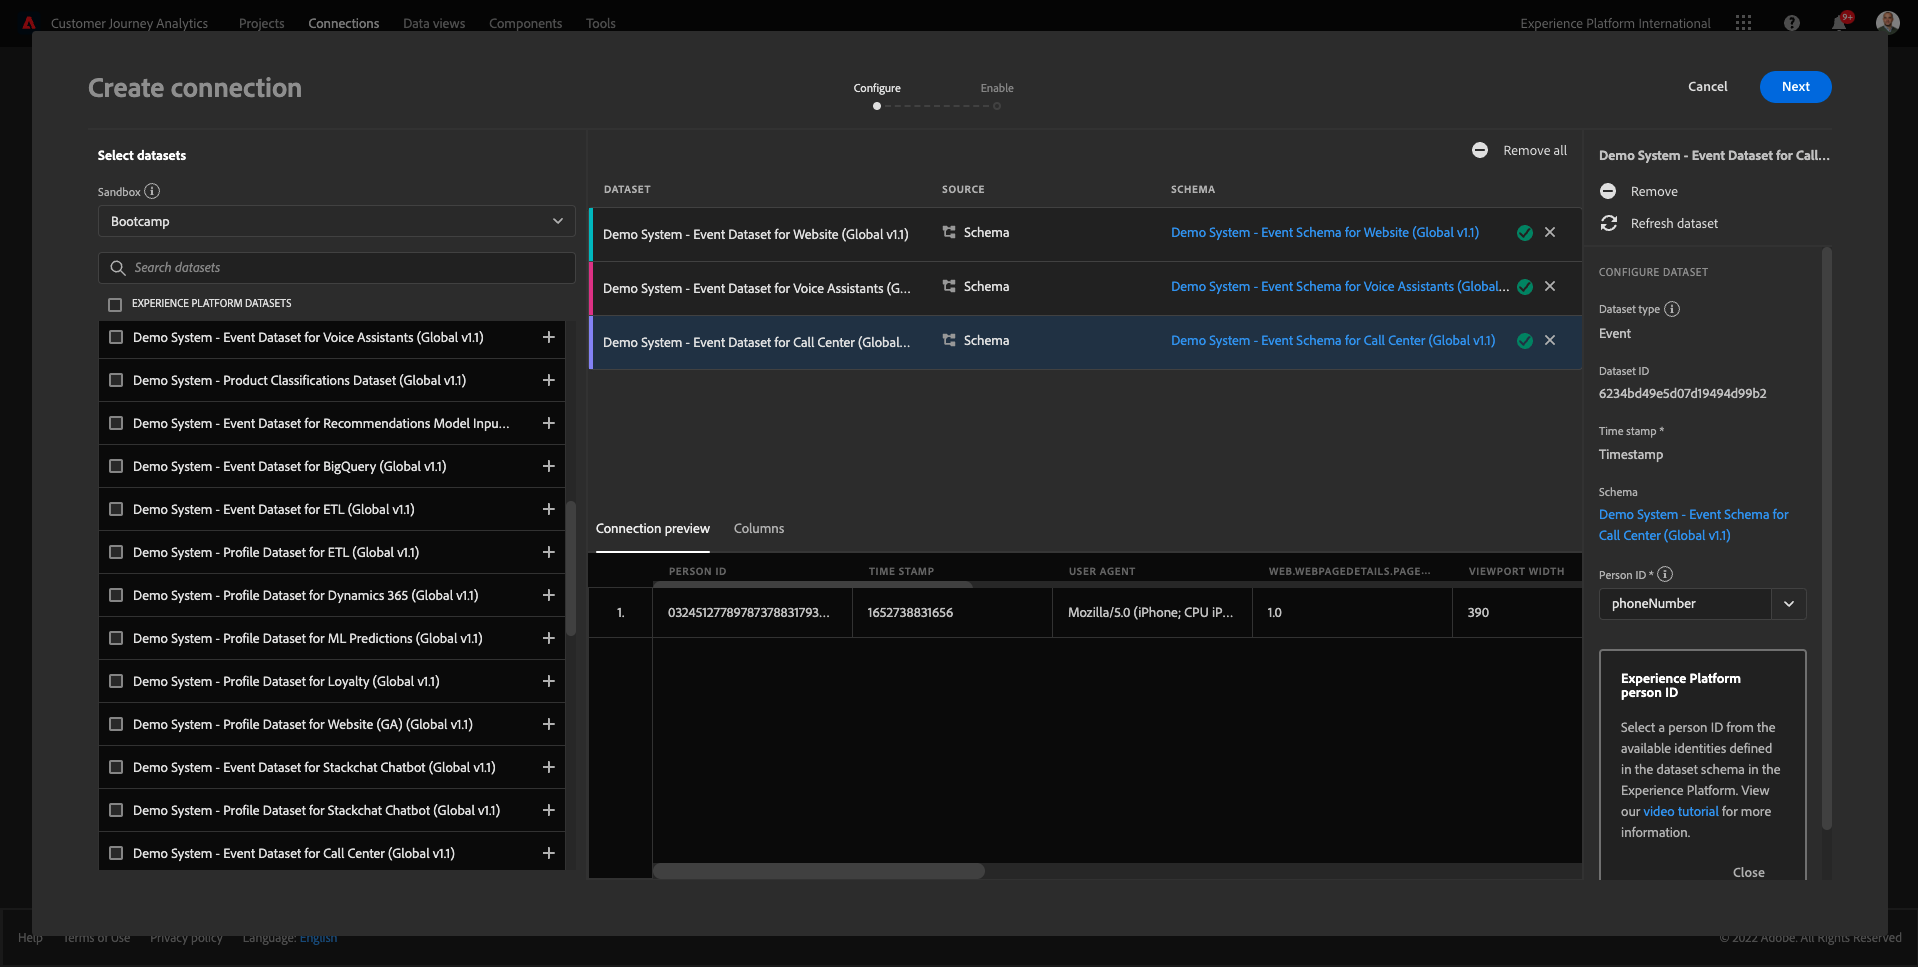 Customer Journey Analytics
Projects
Connections
Data views
Components
Tools
Experience Platform International
9+
Create connection
Configure
Enable
Cancel
Next
Select datasets
Sandbox
Bootcamp
Search datasets
EXPERIENCE PLATFORM DATASETS
Demo System - Event Dataset for Voice Assistants (Global v1.1)
Demo System - Product Classifications Dataset (Global v1.1)
Demo System - Event Dataset for Recommendations Model Inpu...
Demo System - Event Dataset for BigQuery (Global v1.1)
Demo System - Event Dataset for ETL (Global v1.1)
Demo System - Profile Dataset for ETL (Global v1.1)
Demo System - Profile Dataset for Dynamics 365 (Global v1.1)
Demo System - Profile Dataset for ML Predictions (Global v1.1)
Demo System - Profile Dataset for Loyalty (Global v1.1)
Demo System - Profile Dataset for Website (GA) (Global v1.1)
Demo System - Event Dataset for Stackchat Chatbot (Global v1.1)
Demo System - Profile Dataset for Stackchat Chatbot (Global v1.1)
Demo System - Event Dataset for Call Center (Global v1.1)
Remove all
DATASET SOURCE SCHEMA
Demo System - Event Dataset for Website (Global v1.1) Schema Demo System - Event Schema for Website (Global v1.1)
Demo System - Event Dataset for Voice Assistants (G... Schema Demo System - Event Schema for Voice Assistants (Global...
Demo System - Event Dataset for Call Center (Global... Schema Demo System - Event Schema for Call Center (Global v1.1)
Connection preview
Columns
PERSON ID TIME STAMP USER AGENT WEB.WEBPAGEDETAILS.PAGE... VIEWPORT WIDTH
1. 03245127789787378831793... 1652738831656 Mozilla/5.0 (iPhone; CPU iP... 1.0 390
Demo System - Event Dataset for Call...
Remove
Refresh dataset
CONFIGURE DATASET
Dataset type
Event
Dataset ID
6234bd49e5d07d19494d99b2
Time stamp *
Timestamp
Schema
Demo System - Event Schema for
Call Center (Global v1.1)
Person ID *
phoneNumber
Experience Platform
person ID
Select a person ID from the
available identities defined
in the dataset schema in the
Experience Platform. View
our video tutorial for more
information.
Close
Help
Terms of Use
Privacy policy
Language: English
© 2022 Adobe. All Rights Reserved